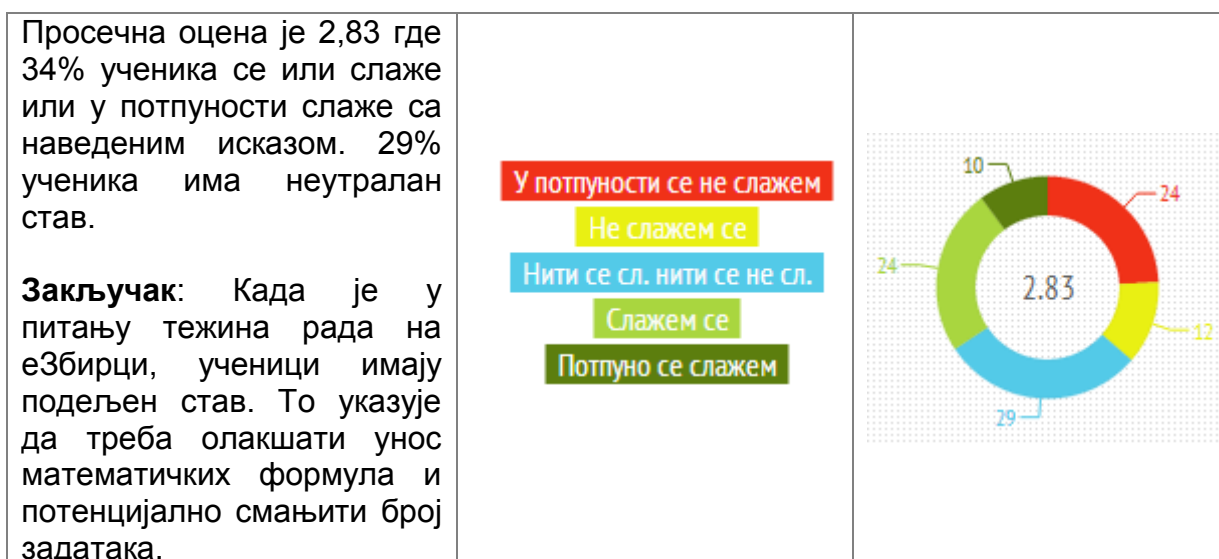 Просечна оцена је 2,83 где
34% ученика се или слаже
или у потпуности слаже са
наведеним исказом. 29%
ученика има неутралан
став.
Закључак: Када је у
питању тежина рада на
еЗбирци, ученици имају
подељен став. То указује
да треба олакшати унос
математичких формула и
потенцијално смањити број
задатака.
У потпуности се не слажем
Не слажем се
Нити се сл. нити се не сл.
Слажем се
Потпуно се слажем
10
24
24
2.83
12
29